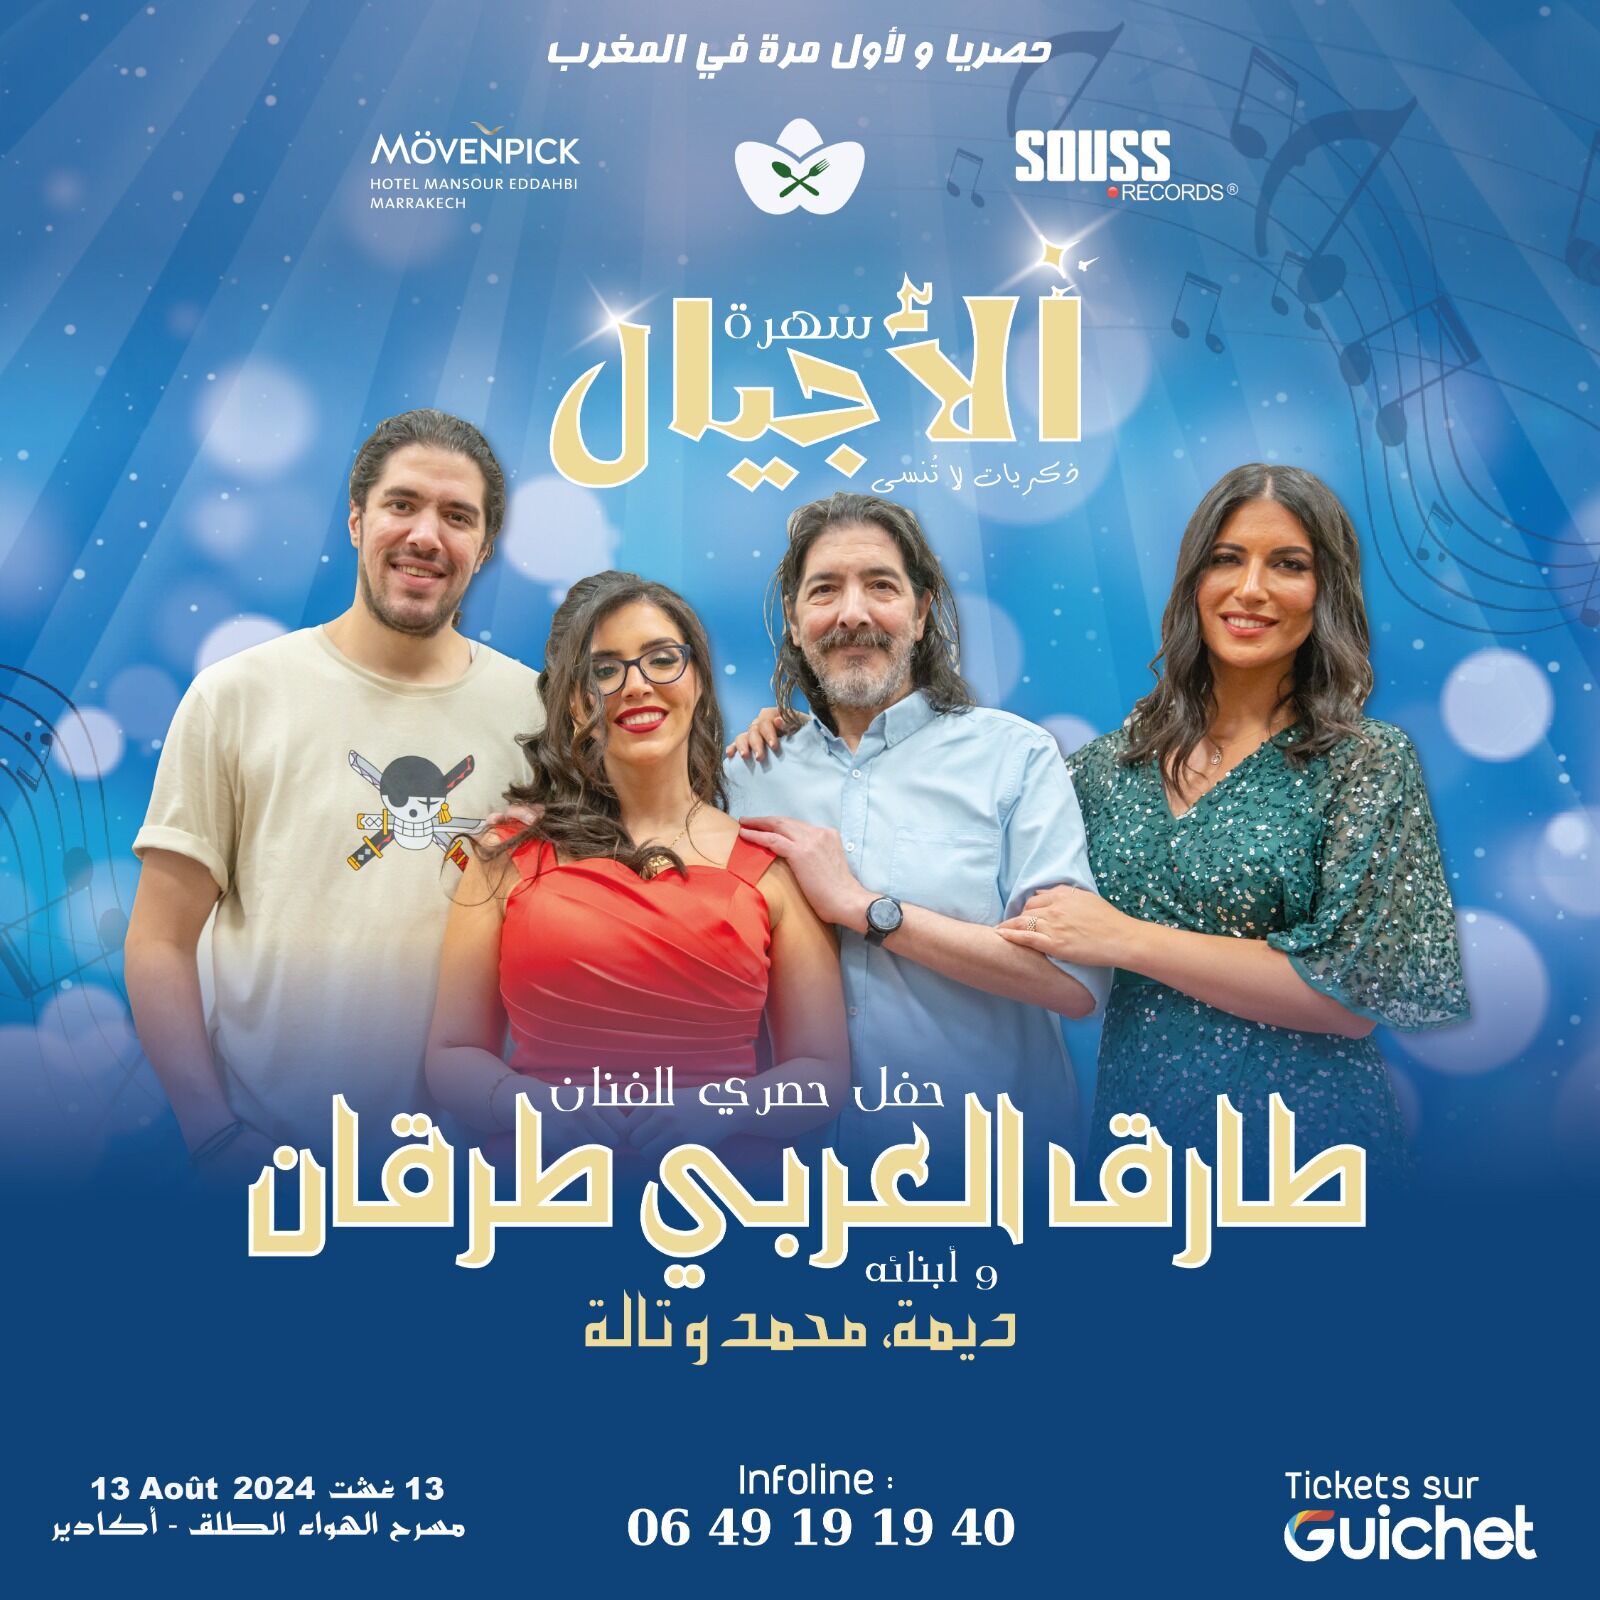 حصريا و لأول مرة في المغرب
MÖVENPICK
HOTEL MANSOUR EDDAHBI
MARRAKECH
SOUSS
RECORDS®
سهرة
الأجيال
ذكريات لا تُنسى
حفل حصري للفنان
طارق العربي طرقان
و أبنائه
ديمة، محمد و تالة
13 غشت 2024 Août 13
مسرح الهواء الطلق - أكادير
Infoline :
06 49 19 19 40
Tickets sur
Guichet